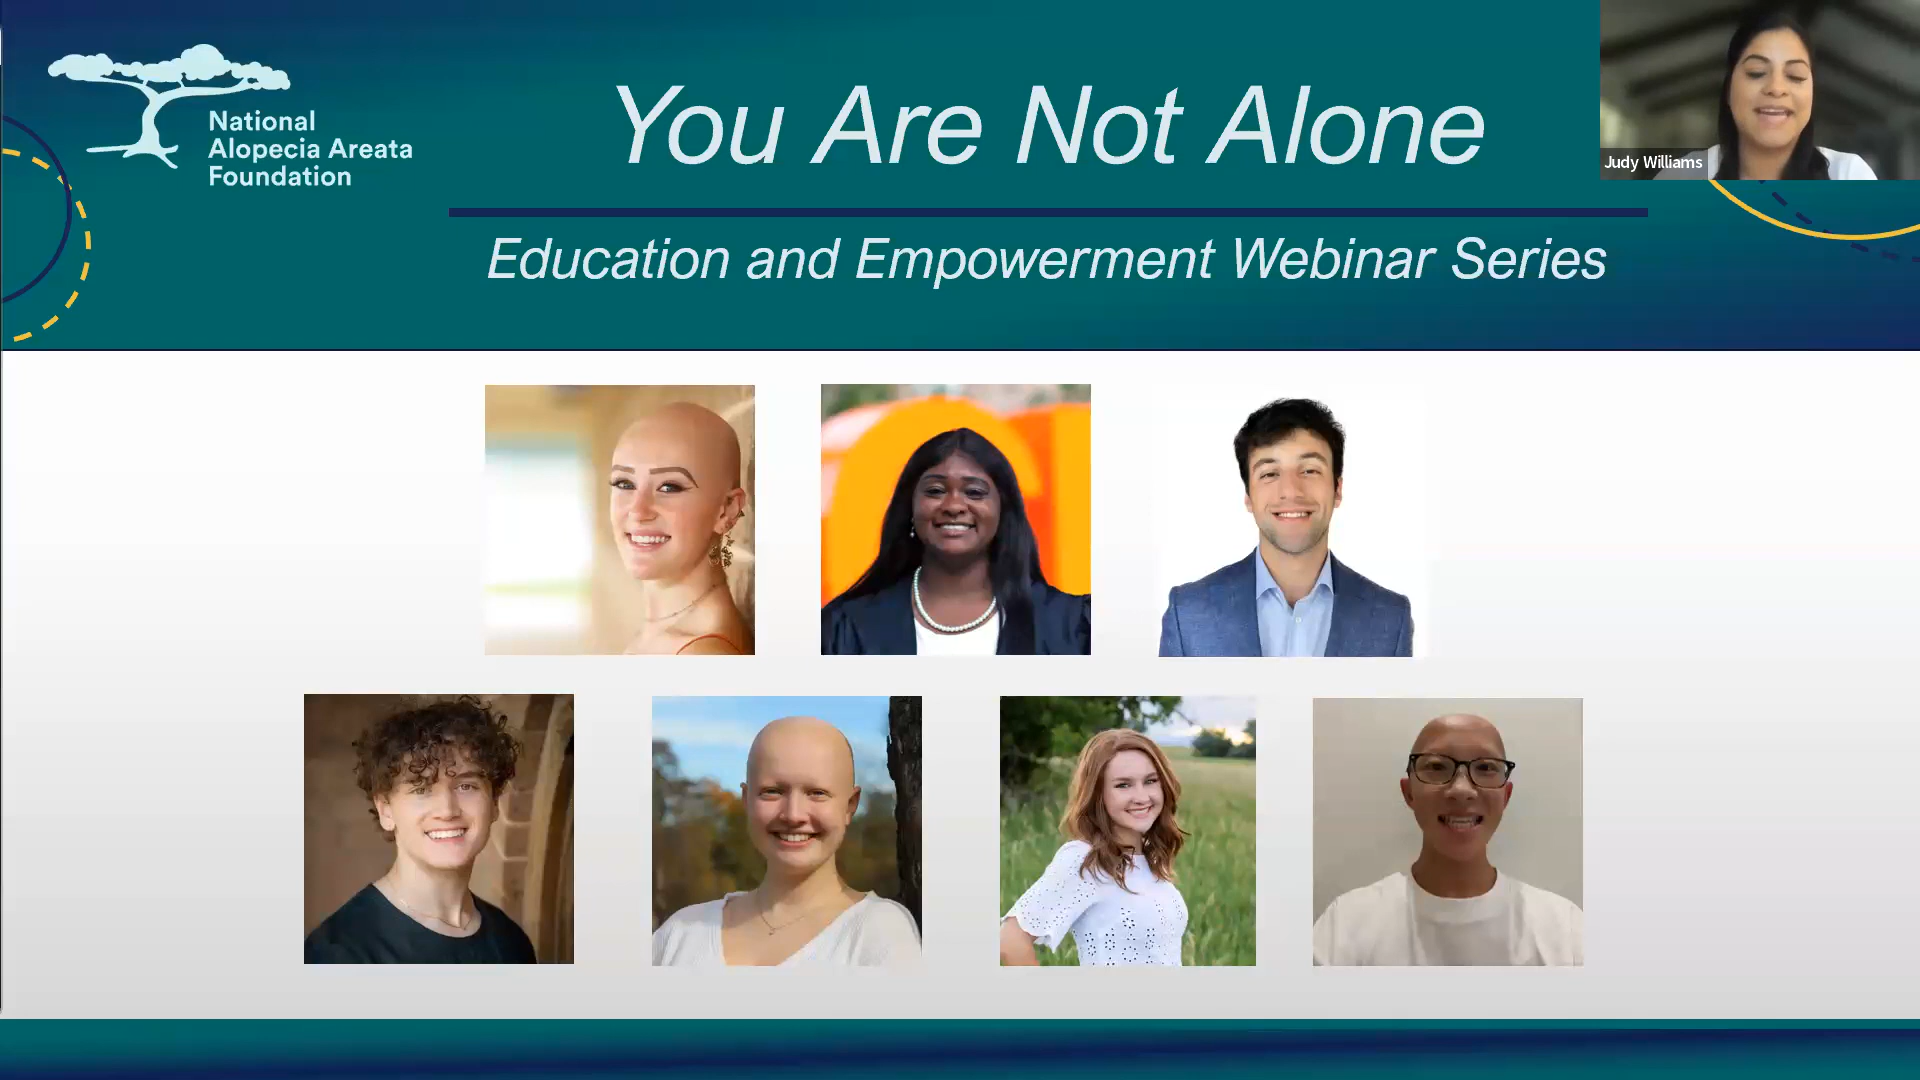 National
Alopecia Areata
Foundation
You Are Not Alone
Education and Empowerment Webinar Series
Judy Williams